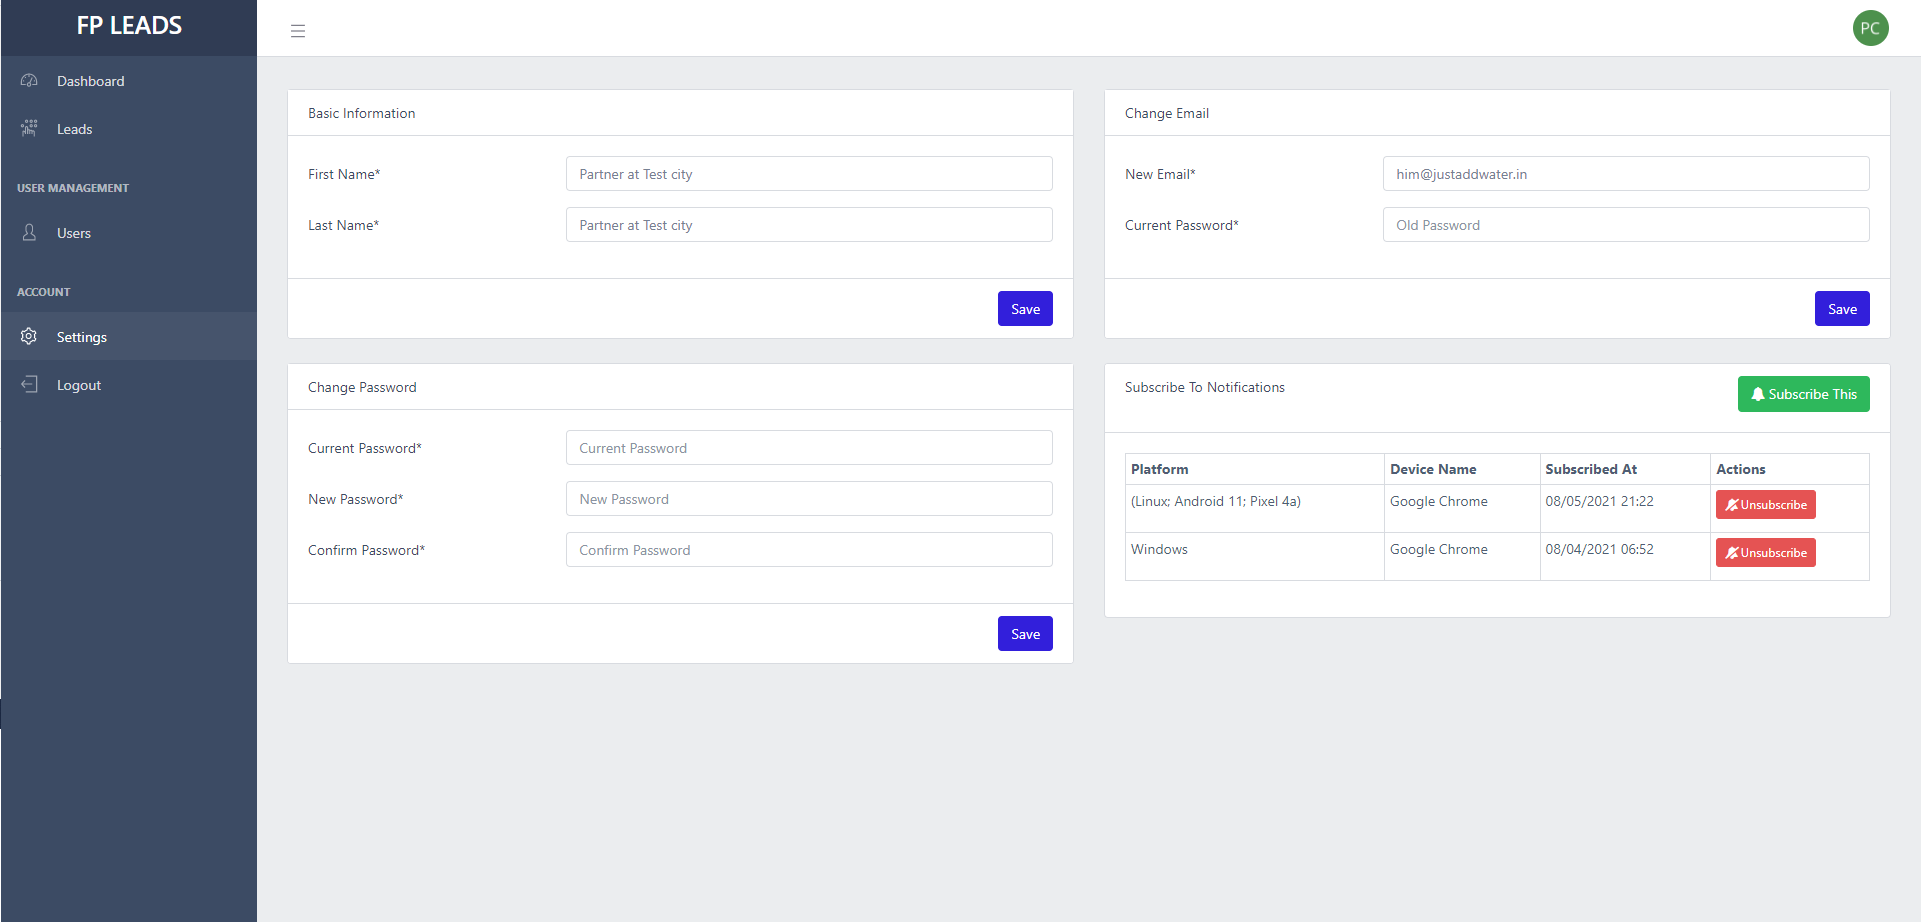 FP LEADS
PC
Dashboard
Leads
USER MANAGEMENT
Users
ACCOUNT
Settings
Logout
Basic Information
First Name* Partner at Test city
Last Name* Partner at Test city
Save
Change Email
New Email* him@justaddwater.in
Current Password* Old Password
Save
Change Password
Current Password* Current Password
New Password* New Password
Confirm Password* Confirm Password
Save
Subscribe To Notifications Subscribe This
Platform Device Name Subscribed At Actions
(Linux; Android 11; Pixel 4a) Google Chrome 08/05/2021 21:22 Unsubscribe
Windows Google Chrome 08/04/2021 06:52 Unsubscribe